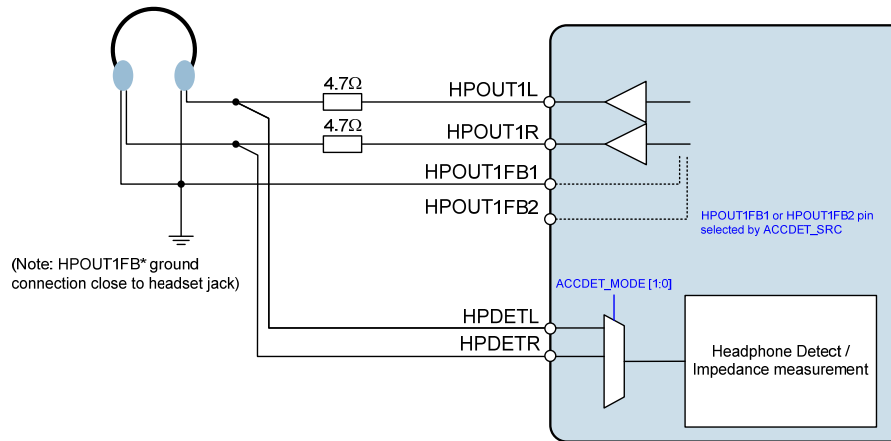 4.7Ω
HPOUT1L
4.7Ω
HPOUT1R
HPOUT1FB1
HPOUT1FB2
HPOUT1FB1 or HPOUT1FB2 pin
selected by ACCDET_SRC
(Note: HPOUT1FB* ground
connection close to headset jack)
ACCDET_MODE [1:0]
HPDETL
HPDETR
Headphone Detect /
Impedance measurement